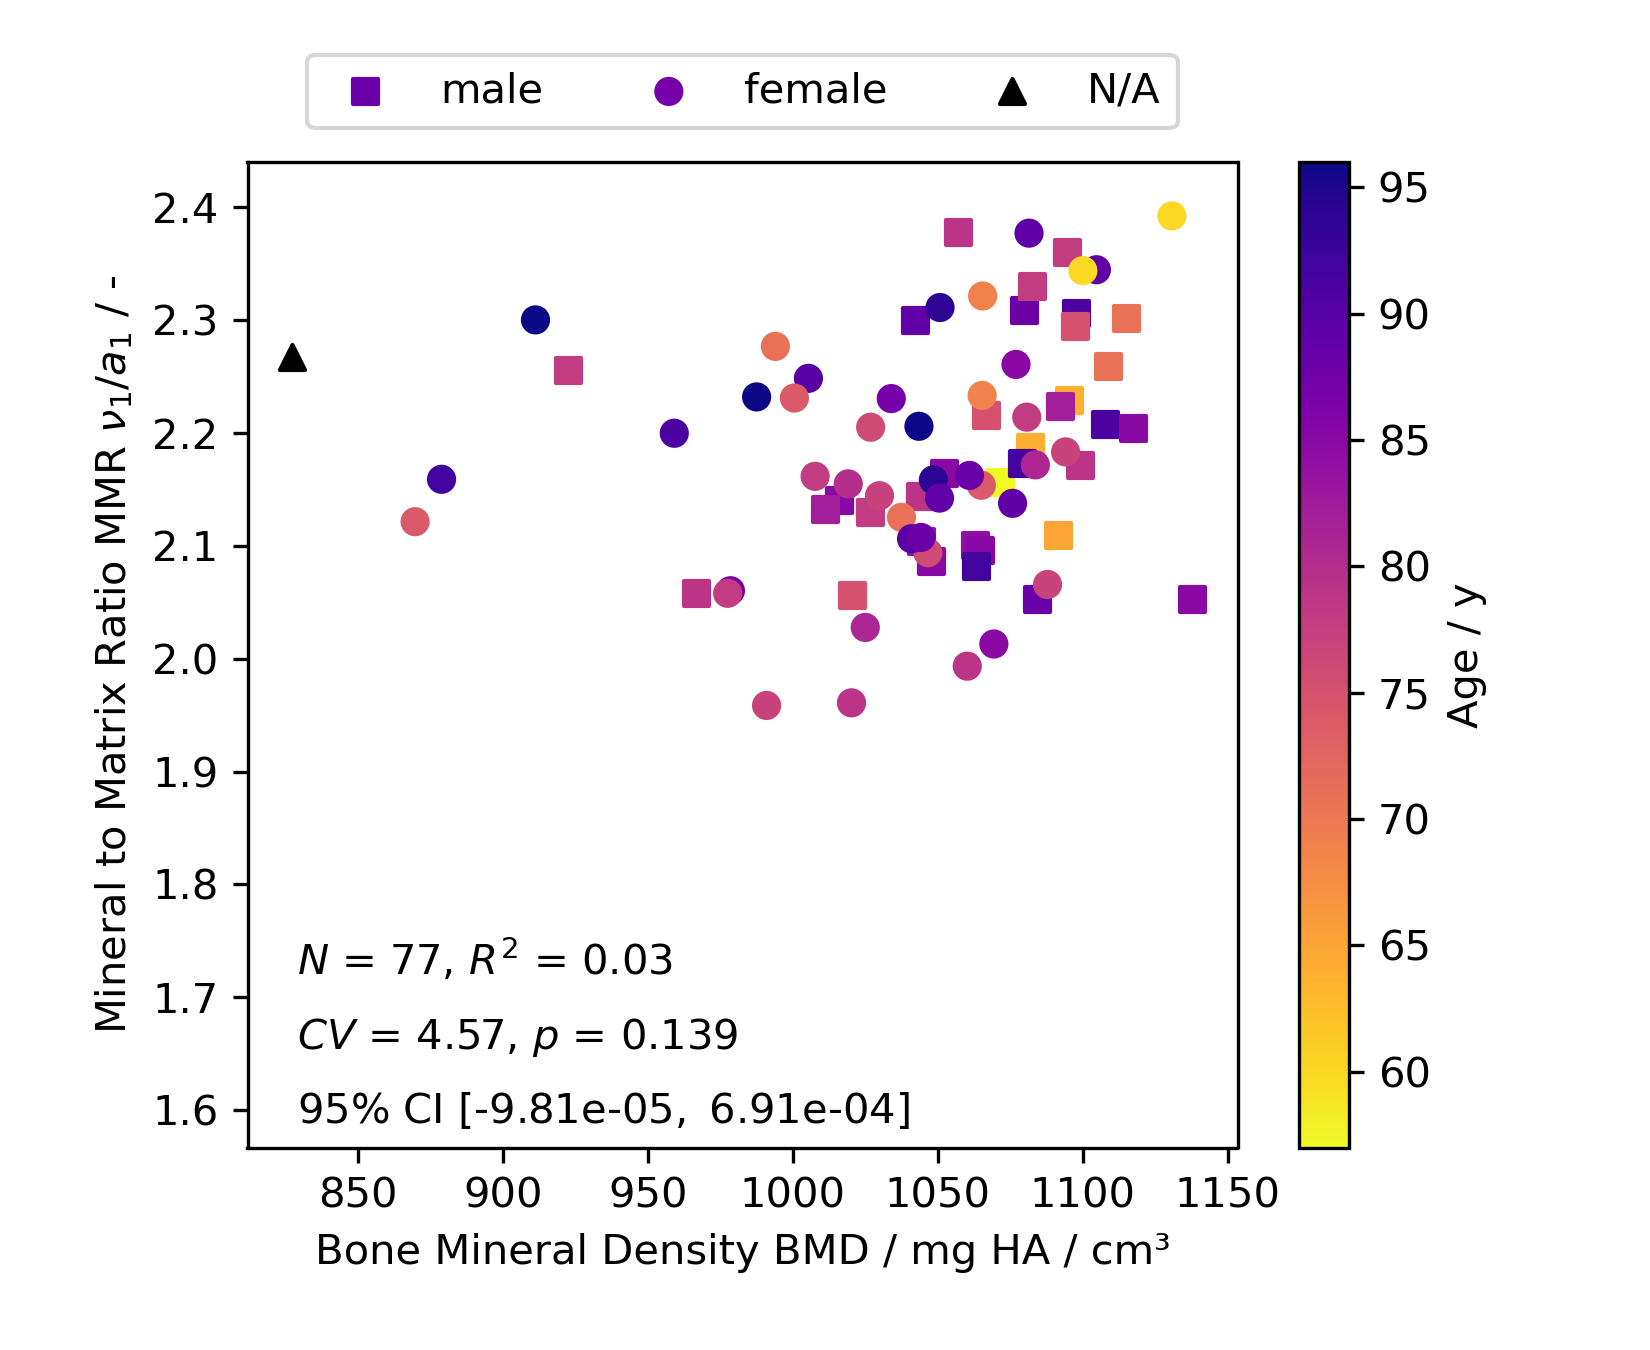 male female N/A
2.4
2.3
2.2
2.1
2.0
1.9
1.8
1.7
1.6
Mineral to Matrix Ratio MMR ν₁/a₁ / -
N = 77, R² = 0.03
CV = 4.57, p = 0.139
95% CI [-9.81e-05, 6.91e-04]
850 900 950 1000 1050 1100 1150
Bone Mineral Density BMD / mg HA / cm³
95
90
85
80
75
70
65
60
Age / y